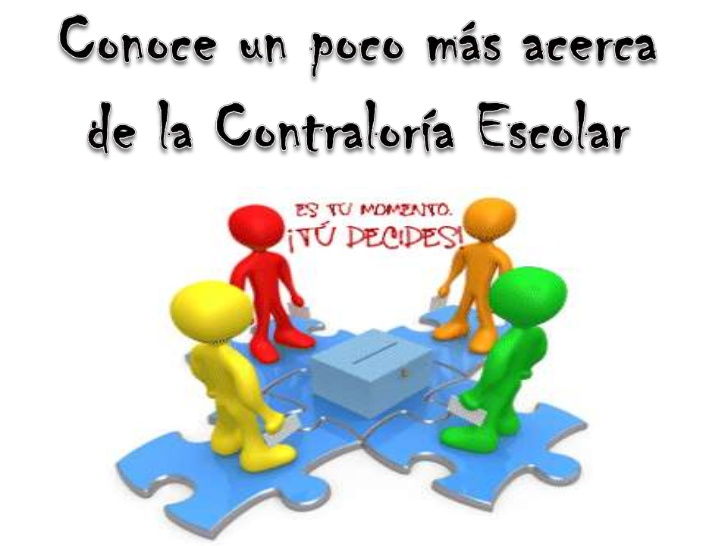 Conoce un poco más acerca
de la Contraloría Escolar
ES TU MOMENTO.
¡TÚ DECIDES!